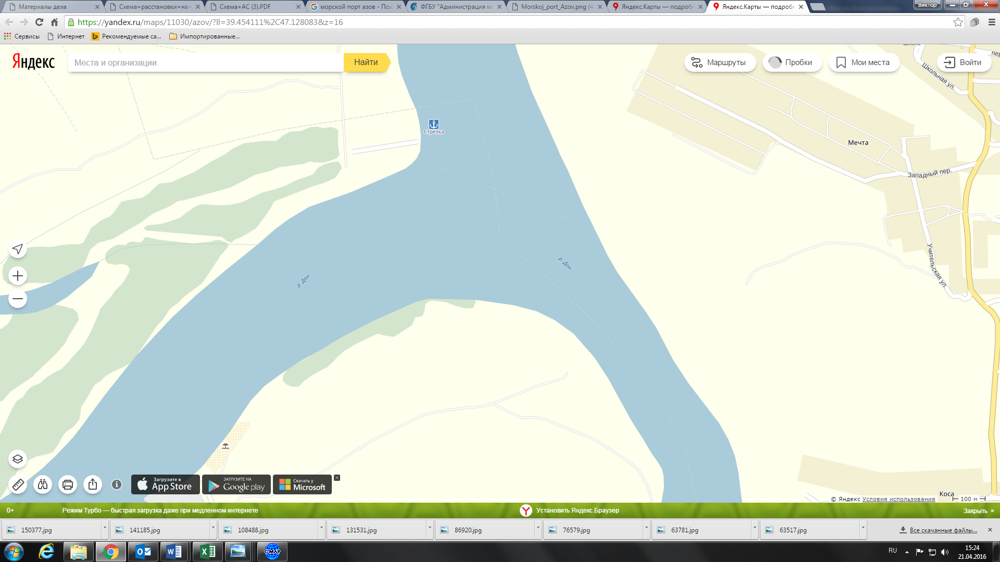 Материалы дела
Схема+расстановки+на+
Схема+АС (3).PDF
морской порт азов - Пои
ФГБУ "Администрация мо
Morskoj_port_Azov.png (4
Яндекс.Карты — подробн
Яндекс.Карты — подробн
Виктор
https://yandex.ru/maps/11030/azov/?ll=39.454111%2C47.128083&z=16
Сервисы
Интернет
Рекомендуемые са...
Импортированные...
Яндекс
Места и организации
Найти
Маршруты
Пробки
Мои места
Войти
Школа
пер
Школьная ул.
Стрелка
Мечта
Западный пер.
Учительская ул.
р. Дон
р. Дон
Коса
Загрузите в
App Store
ЗАГРУЗИТЕ НА
Google play
Скачать у
Microsoft
© Яндекс Условия использования
100 м
0+
Режим Турбо — быстрая загрузка даже при медленном интернете
Установить Яндекс.Браузер
Закрыть ×
150377.jpg
141185.jpg
108488.jpg
131531.jpg
86920.jpg
76579.jpg
63781.jpg
63517.jpg
Все скачанные файлы...
C-MAP
RU
15:24
21.04.2016